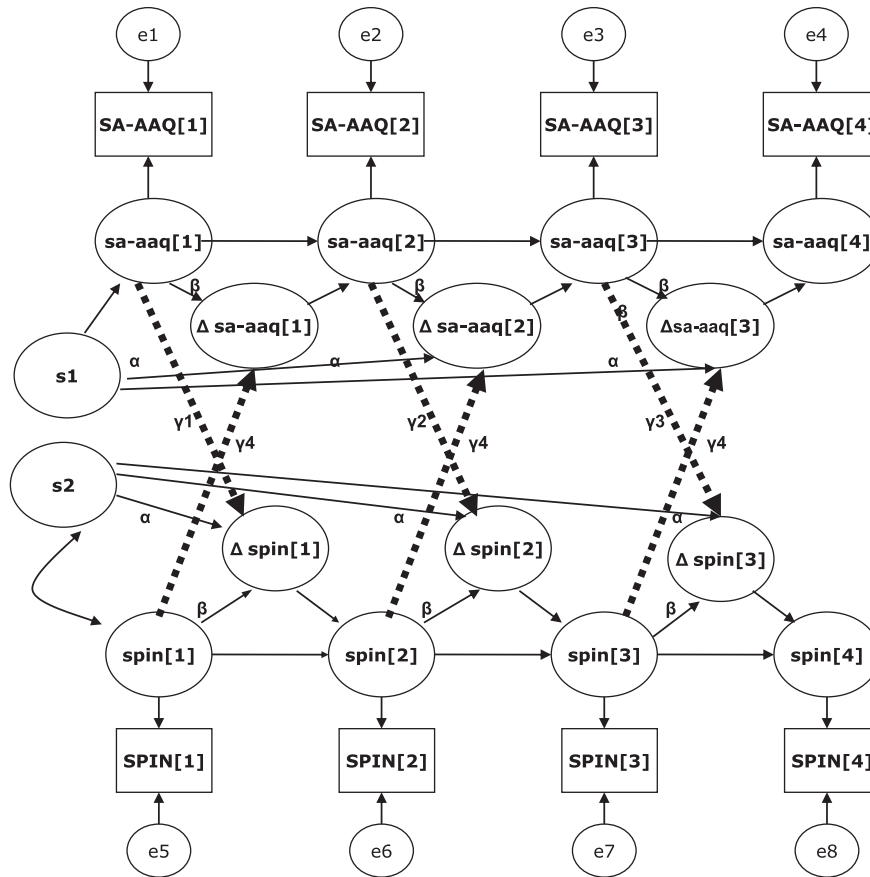 e1 e2 e3 e4
SA-AAQ[1] SA-AAQ[2] SA-AAQ[3] SA-AAQ[4]
sa-aaq[1] sa-aaq[2] sa-aaq[3] sa-aaq[4]
β β β
Δ sa-aaq[1] Δ sa-aaq[2] β Δsa-aaq[3]
s1 α α α
γ1 γ4 γ2 γ4 γ3 γ4
s2
α α α
Δ spin[1] Δ spin[2] Δ spin[3]
β β β
spin[1] spin[2] spin[3] spin[4]
SPIN[1] SPIN[2] SPIN[3] SPIN[4]
e5 e6 e7 e8